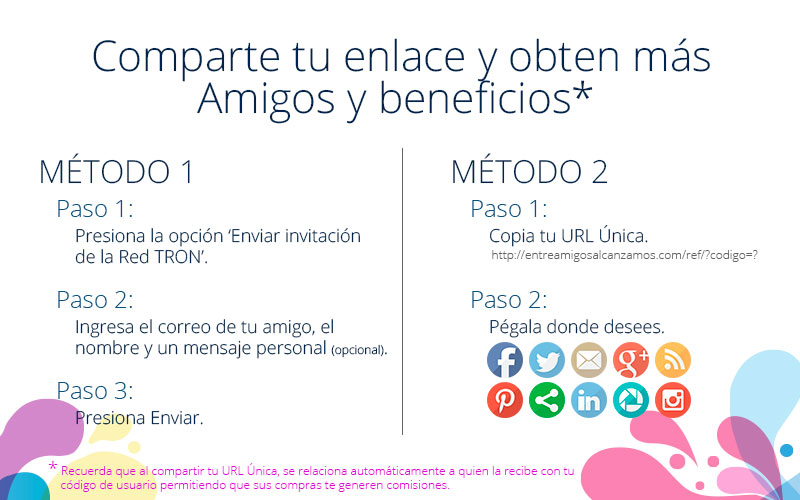 Comparte tu enlace y obten más
Amigos y beneficios*
MÉTODO 1
Paso 1:
Presiona la opción ‘Enviar invitación
de la Red TRON’.
Paso 2:
Ingresa el correo de tu amigo, el
nombre y un mensaje personal (opcional).
Paso 3:
Presiona Enviar.
MÉTODO 2
Paso 1:
Copia tu URL Única.
http://entreamigosalcanzamos.com/ref/?codigo=?
Paso 2:
Pégala donde desees.
* Recuerda que al compartir tu URL Única, se relaciona automáticamente a quien la recibe con tu
código de usuario permitiendo que sus compras te generen comisiones.